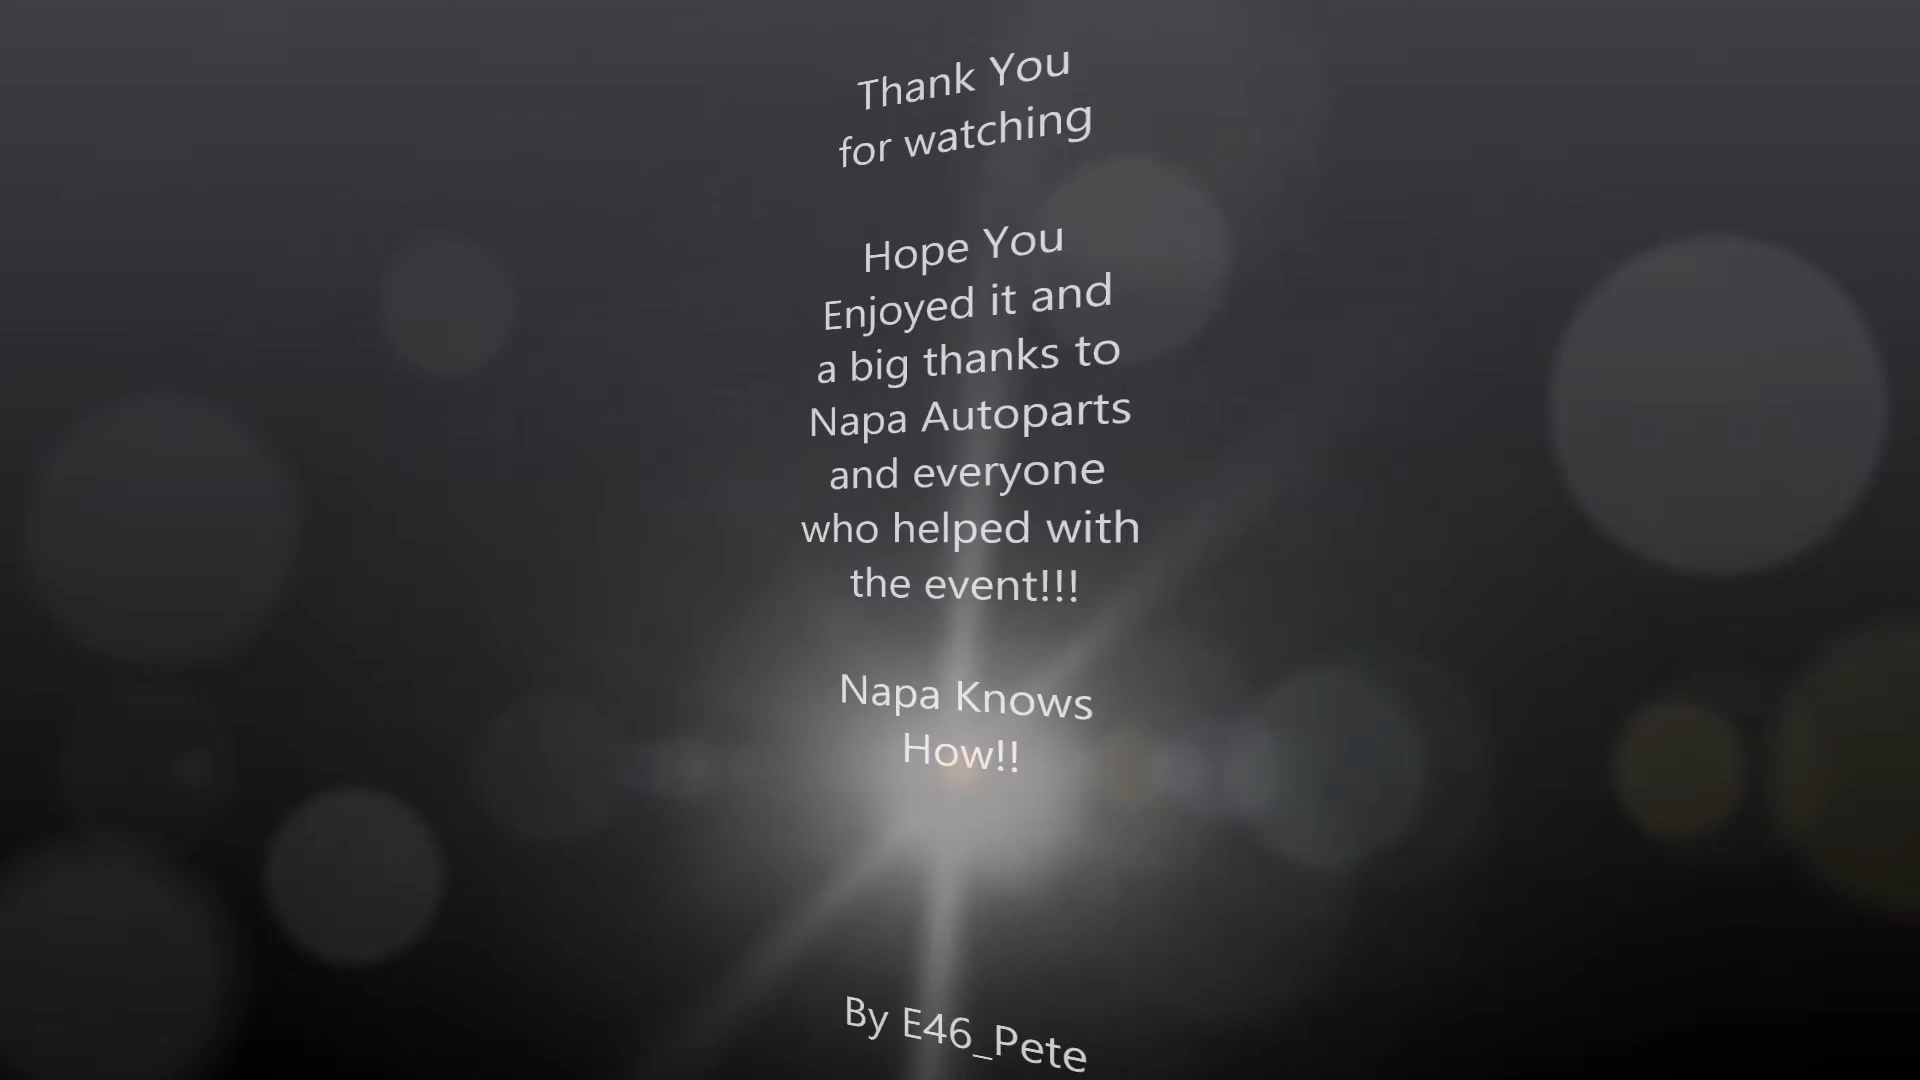 Thank You
for watching
Hope You
Enjoyed it and
a big thanks to
Napa Autoparts
and everyone
who helped with
the event!!!
Napa Knows
How!!
By E46_Pete